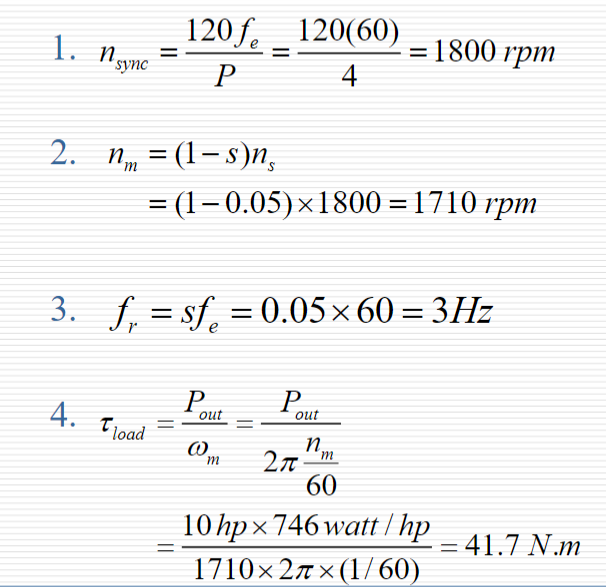 1. n_sync = 120f_e / P = 120(60) / 4 = 1800 rpm
2. n_m = (1 − s)n_s
= (1 − 0.05) × 1800 = 1710 rpm
3. f_r = sf_e = 0.05 × 60 = 3Hz
4. τ_load = P_out / ω_m = P_out / (2π n_m / 60)
= 10 hp × 746 watt / hp / 1710 × 2π × (1/ 60) = 41.7 N.m